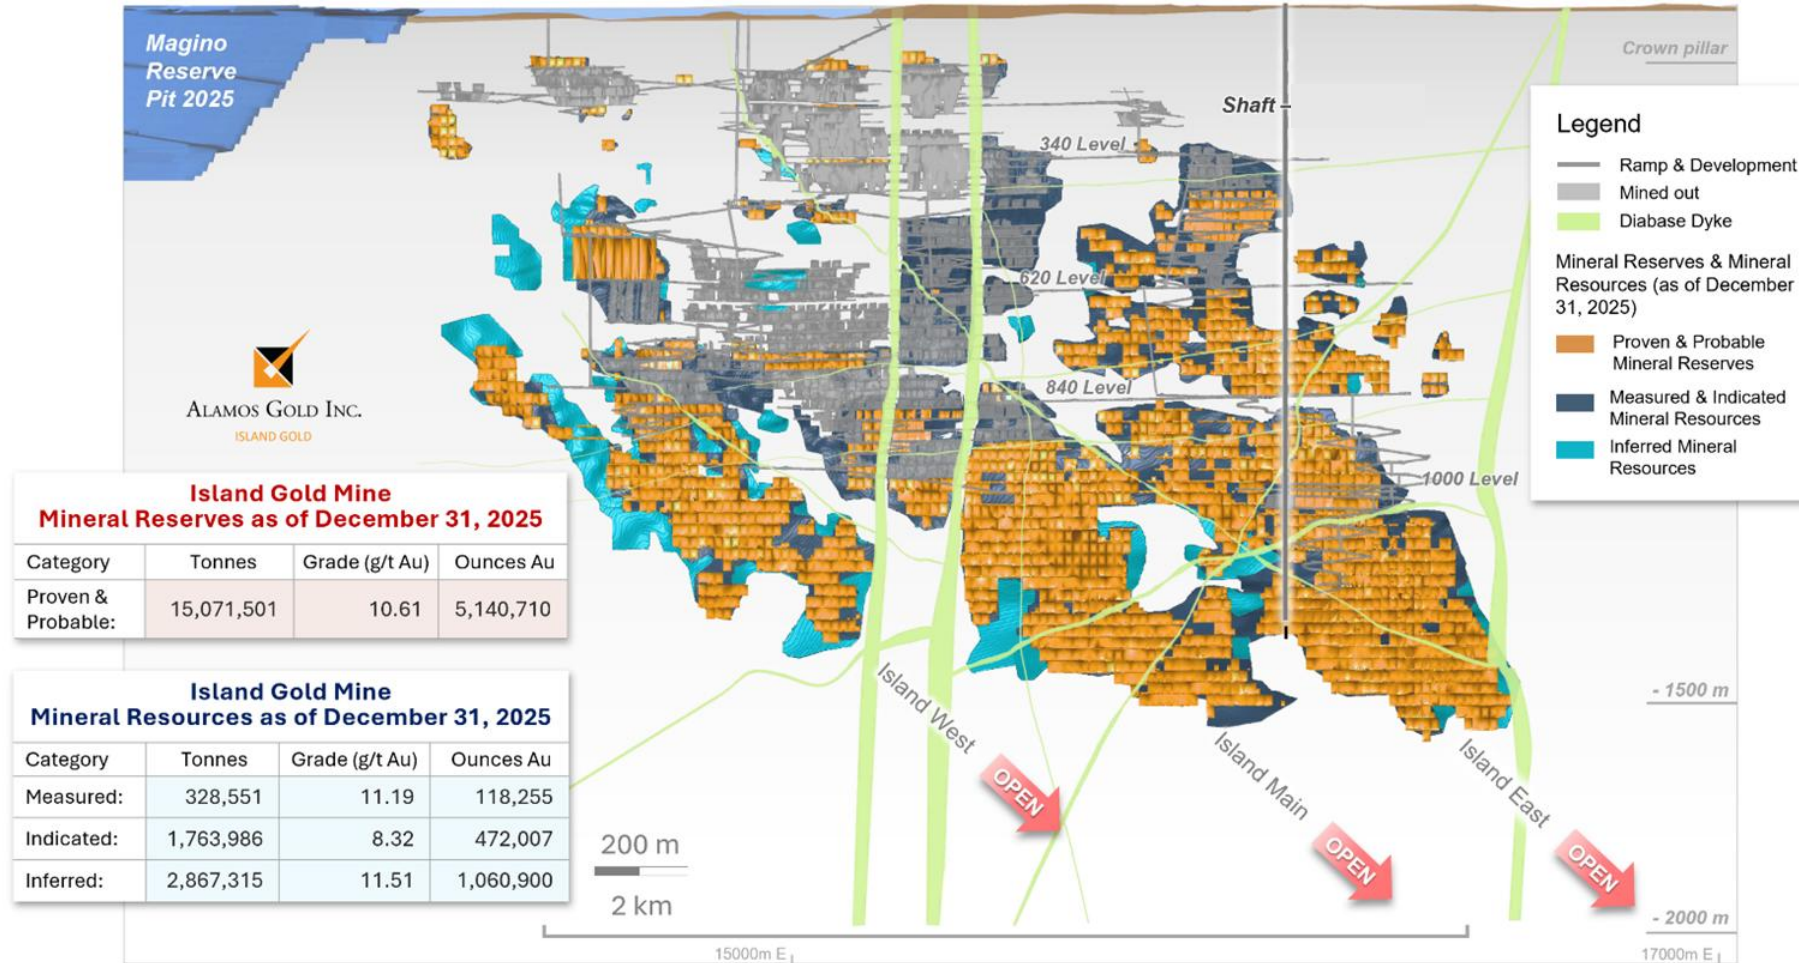 Magino
Reserve
Pit 2025
Crown pillar
Shaft
340 Level
620 Level
840 Level
1000 Level
Legend
Ramp & Development
Mined out
Diabase Dyke
Mineral Reserves & Mineral
Resources (as of December
31, 2025)
Proven & Probable
Mineral Reserves
Measured & Indicated
Mineral Resources
Inferred Mineral
Resources
ALAMOS GOLD INC.
ISLAND GOLD
Island Gold Mine
Mineral Reserves as of December 31, 2025
Category Tonnes Grade (g/t Au) Ounces Au
Proven &
Probable: 15,071,501 10.61 5,140,710
Island Gold Mine
Mineral Resources as of December 31, 2025
Category Tonnes Grade (g/t Au) Ounces Au
Measured: 328,551 11.19 118,255
Indicated: 1,763,986 8.32 472,007
Inferred: 2,867,315 11.51 1,060,900
Island West
OPEN
Island Main
OPEN
Island East
OPEN
- 1500 m
- 2000 m
200 m
2 km
15000m E
17000m E